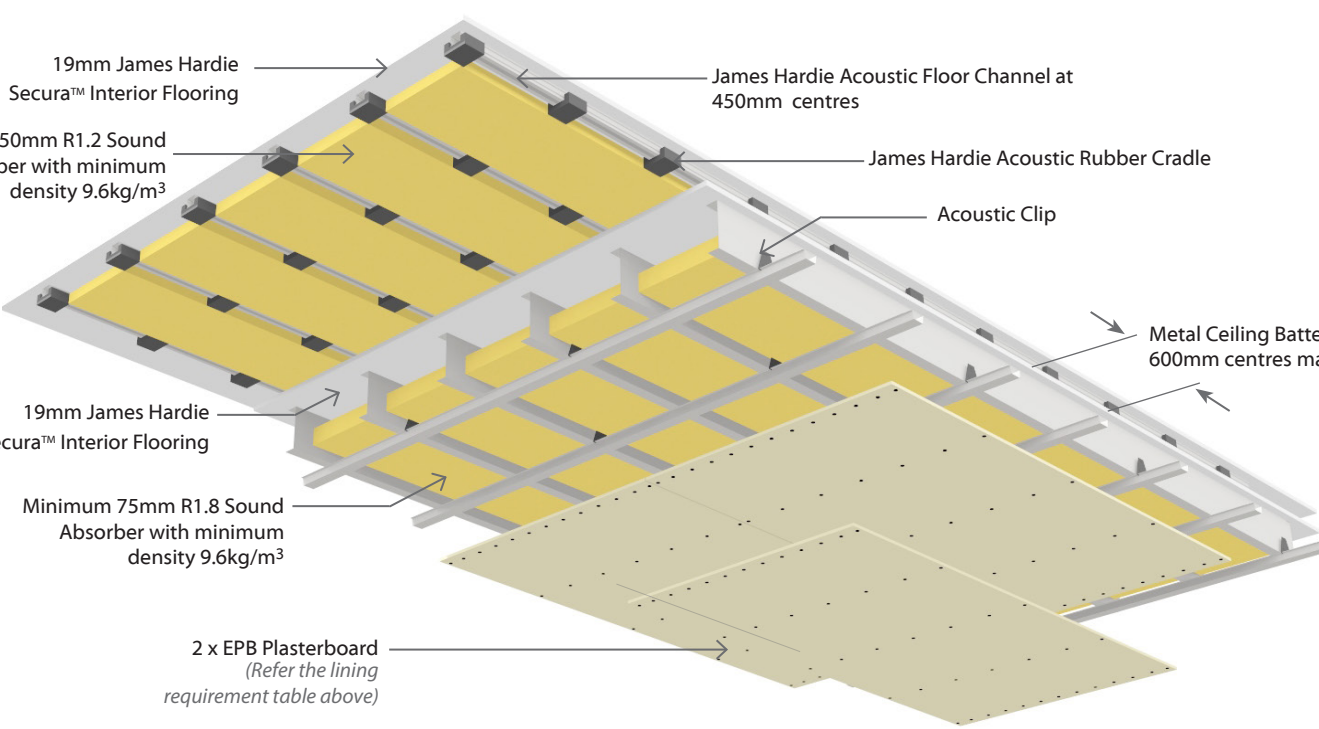 19mm James Hardie
Secura™ Interior Flooring
James Hardie Acoustic Floor Channel at
450mm centres
50mm R1.2 Sound
with minimum
density 9.6kg/m³
James Hardie Acoustic Rubber Cradle
Acoustic Clip
Metal Ceiling
600mm centres
19mm James Hardie
Interior Flooring
Minimum 75mm R1.8 Sound
Absorber with minimum
density 9.6kg/m³
2 x EPB Plasterboard
(Refer the lining
requirement table above)